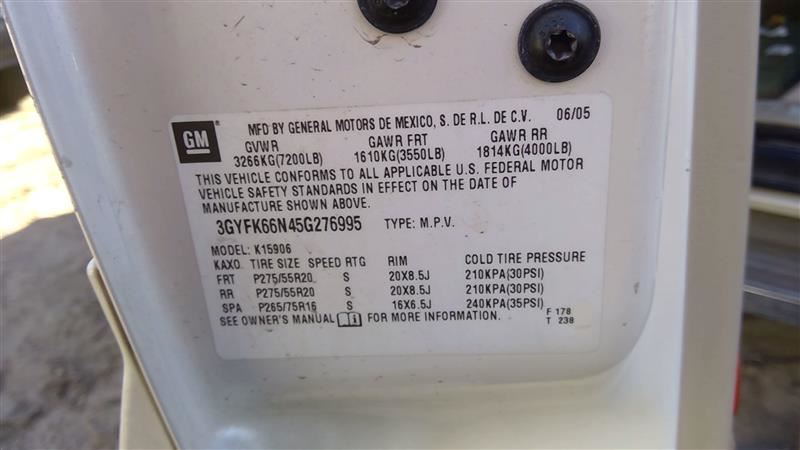 GM
MFD BY GENERAL MOTORS DE MEXICO, S. DE R.L. DE C.V. 06/05
GVWR GAWR FRT GAWR RR
3266KG(7200LB) 1610KG(3550LB) 1814KG(4000LB)
THIS VEHICLE CONFORMS TO ALL APPLICABLE U.S. FEDERAL MOTOR
VEHICLE SAFETY STANDARDS IN EFFECT ON THE DATE OF
MANUFACTURE SHOWN ABOVE.
3GYFK66N45G276995 TYPE: M.P.V.
MODEL: K15906
KAXO. TIRE SIZE SPEED RTG RIM COLD TIRE PRESSURE
FRT P275/55R20 S 20X8.5J 210KPA(30PSI)
RR P275/55R20 S 20X8.5J 210KPA(30PSI)
SPA P265/75R16 S 16X6.5J 240KPA(35PSI)
SEE OWNER'S MANUAL FOR MORE INFORMATION.
F 178
T 238